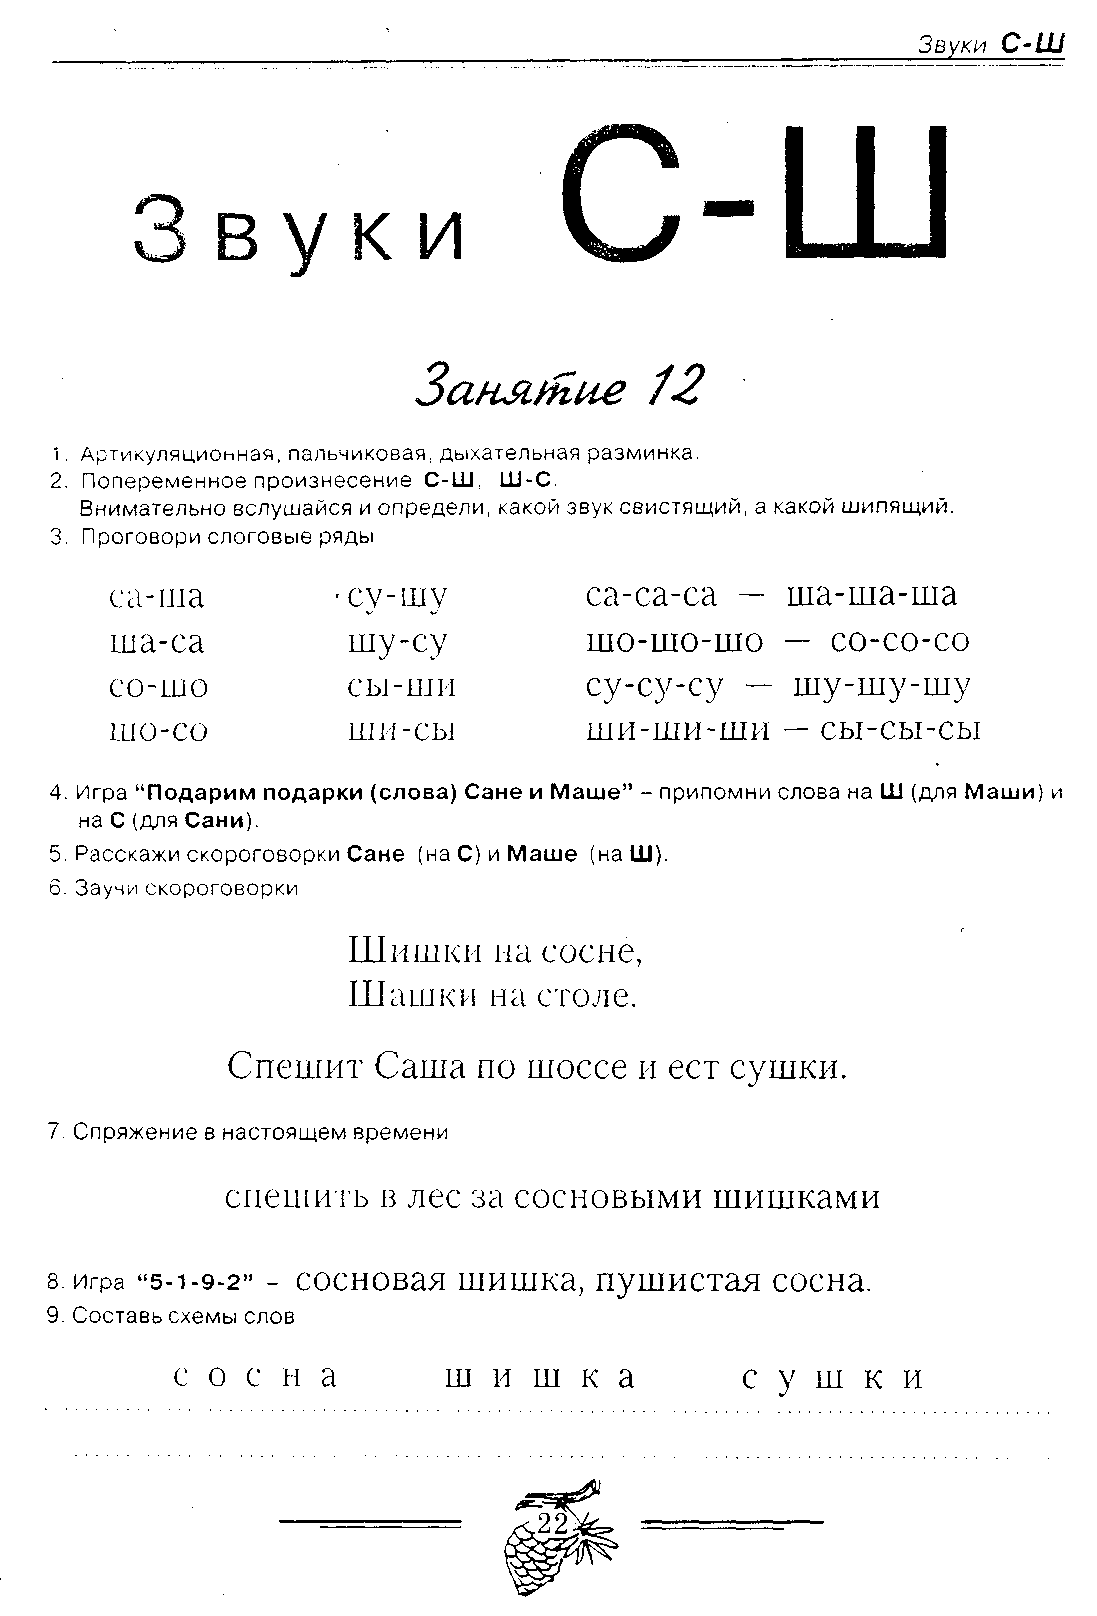 Звуки С-Ш
Звуки С-Ш
Занятие 12
1. Артикуляционная, пальчиковая, дыхательная разминка.
2. Попеременное произнесение С-Ш, Ш-С.
Внимательно вслушайся и определи, какой звук свистящий, а какой шипящий.
3. Проговори слоговые ряды
са-ша су-шу са-са-са — ша-ша-ша
ша-са шу-су шо-шо-шо — со-со-со
со-шо сы-ши су-су-су — шу-шу-шу
шо-со ши-сы ши-ши-ши — сы-сы-сы
4. Игра “Подарим подарки (слова) Сане и Маше” – припомни слова на Ш (для Маши) и
на С (для Сани).
5. Расскажи скороговорки Сане (на С) и Маше (на Ш).
6. Заучи скороговорки
Шишки на сосне,
Шашки на столе.
Спешит Саша по шоссе и ест сушки.
7. Спряжение в настоящем времени
спешить в лес за сосновыми шишками
8. Игра “5-1-9-2” – сосновая шишка, пушистая сосна.
9. Составь схемы слов
с о с н а ш и ш к а с у ш к и
22